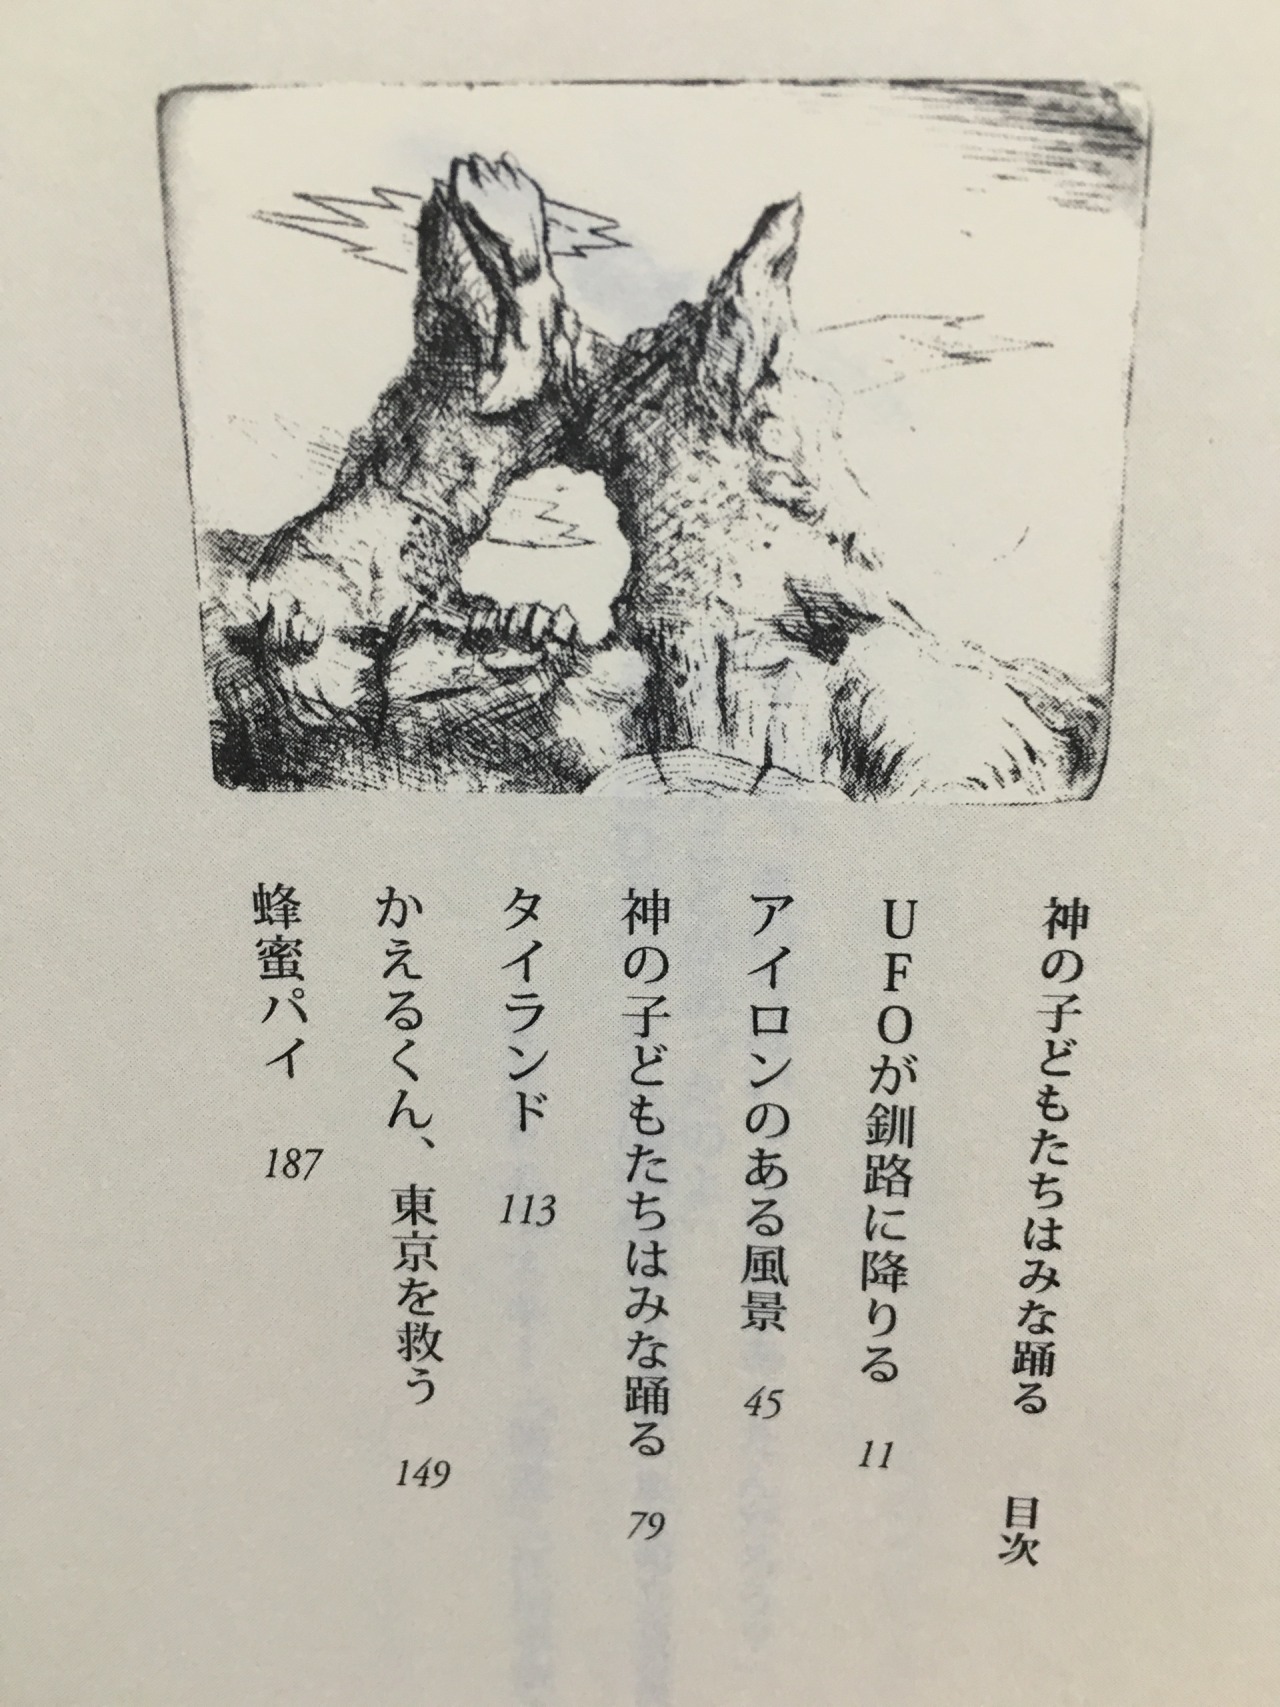 神の子どもたちはみな踊る 目次
UFOが釧路に降りる 11
アイロンのある風景 45
神の子どもたちはみな踊る 79
タイランド 113
かえるくん、東京を救う 149
蜂蜜パイ 187